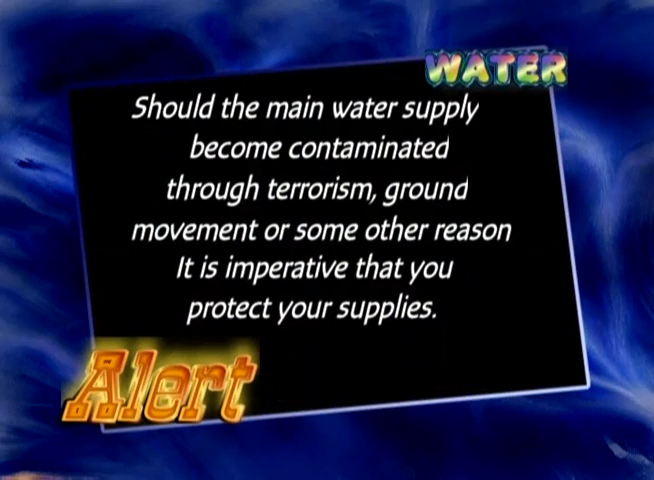 WATER
Should the main water supply
become contaminated
through terrorism, ground
movement or some other reason
It is imperative that you
protect your supplies.
Alert